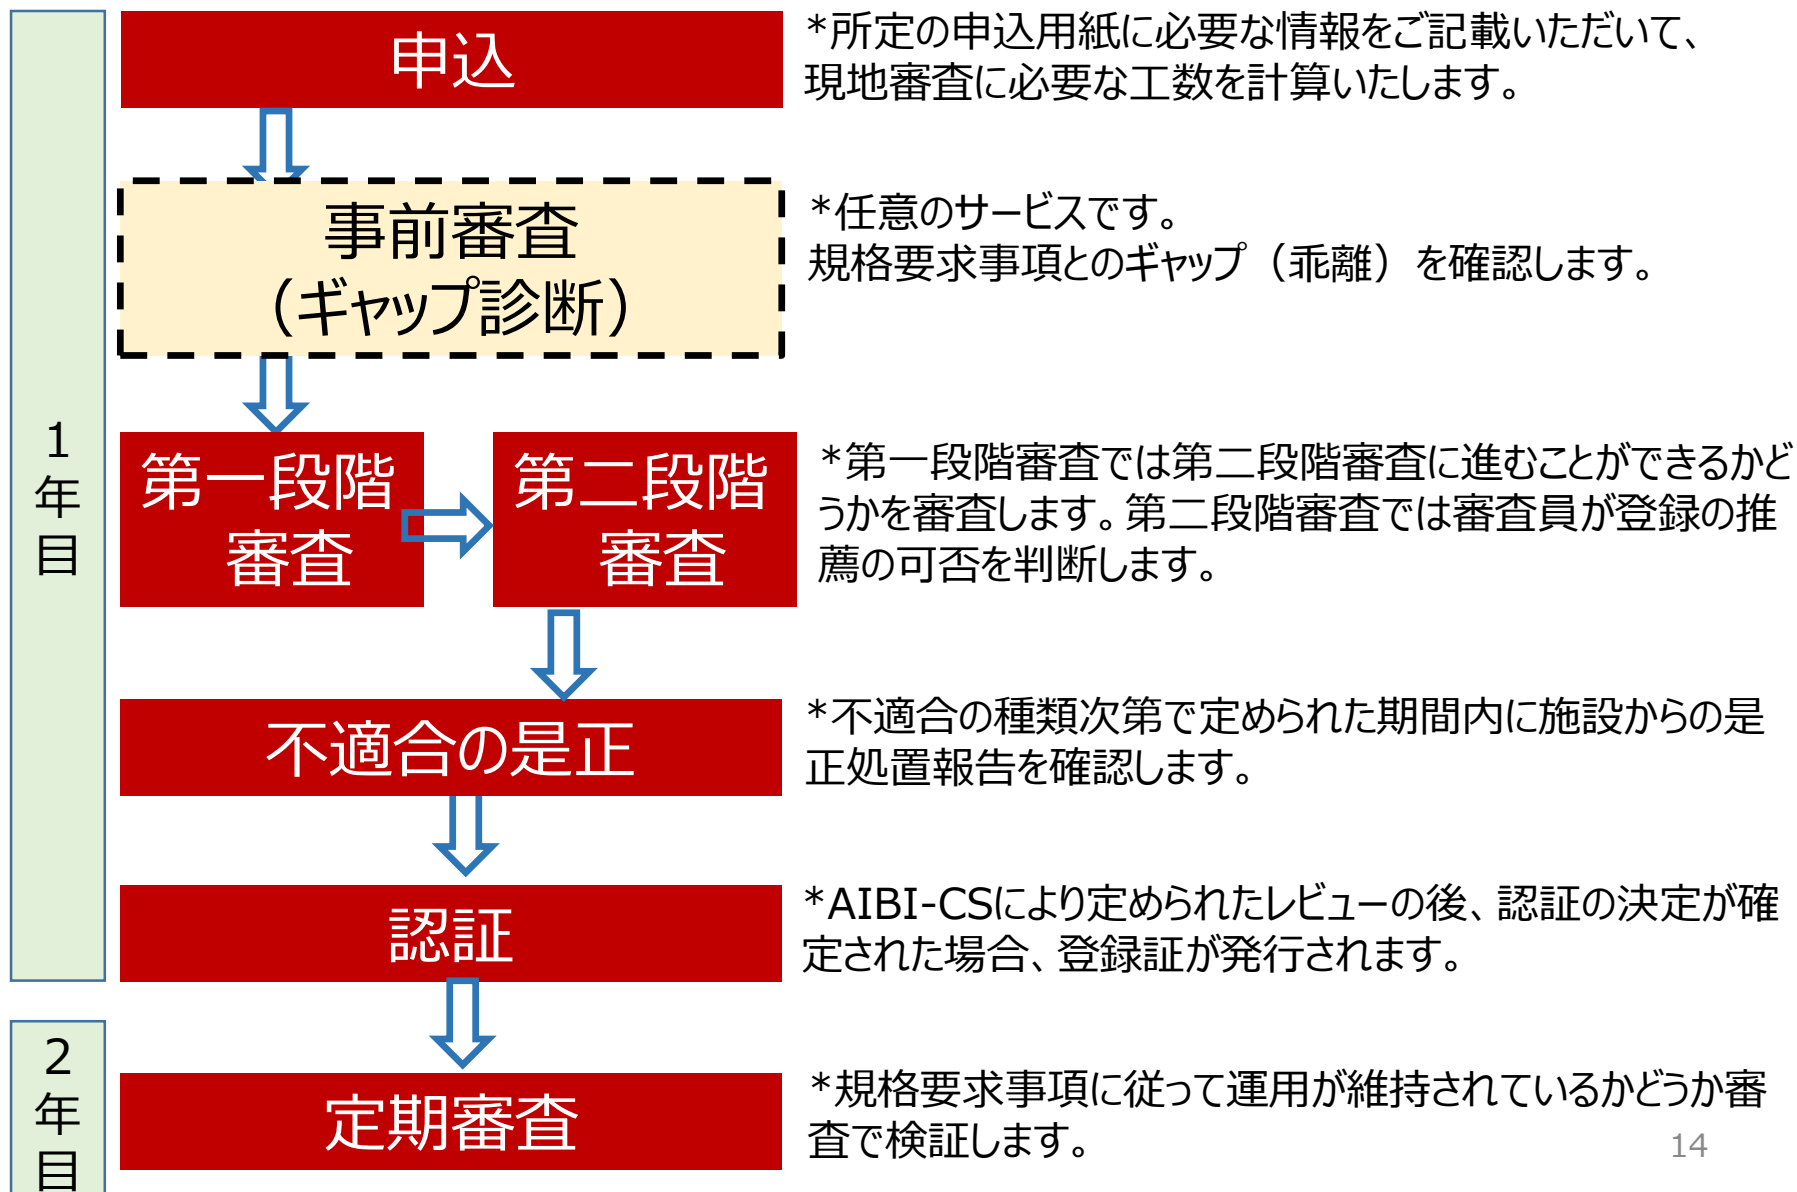 1
年
目
申込
*所定の申込用紙に必要な情報をご記載いただいて、
現地審査に必要な工数を計算いたします。
事前審査
（ギャップ診断）
*任意のサービスです。
規格要求事項とのギャップ（乖離）を確認します。
第一段階
審査
第二段階
審査
*第一段階審査では第二段階審査に進むことができるかど
うかを審査します。第二段階審査では審査員が登録の推
薦の可否を判断します。
不適合の是正
*不適合の種類次第で定められた期間内に施設からの是
正処置報告を確認します。
認証
*AIBI-CSにより定められたレビューの後、認証の決定が確
定された場合、登録証が発行されます。
2
年
目
定期審査
*規格要求事項に従って運用が維持されているかどうか審
査で検証します。
14